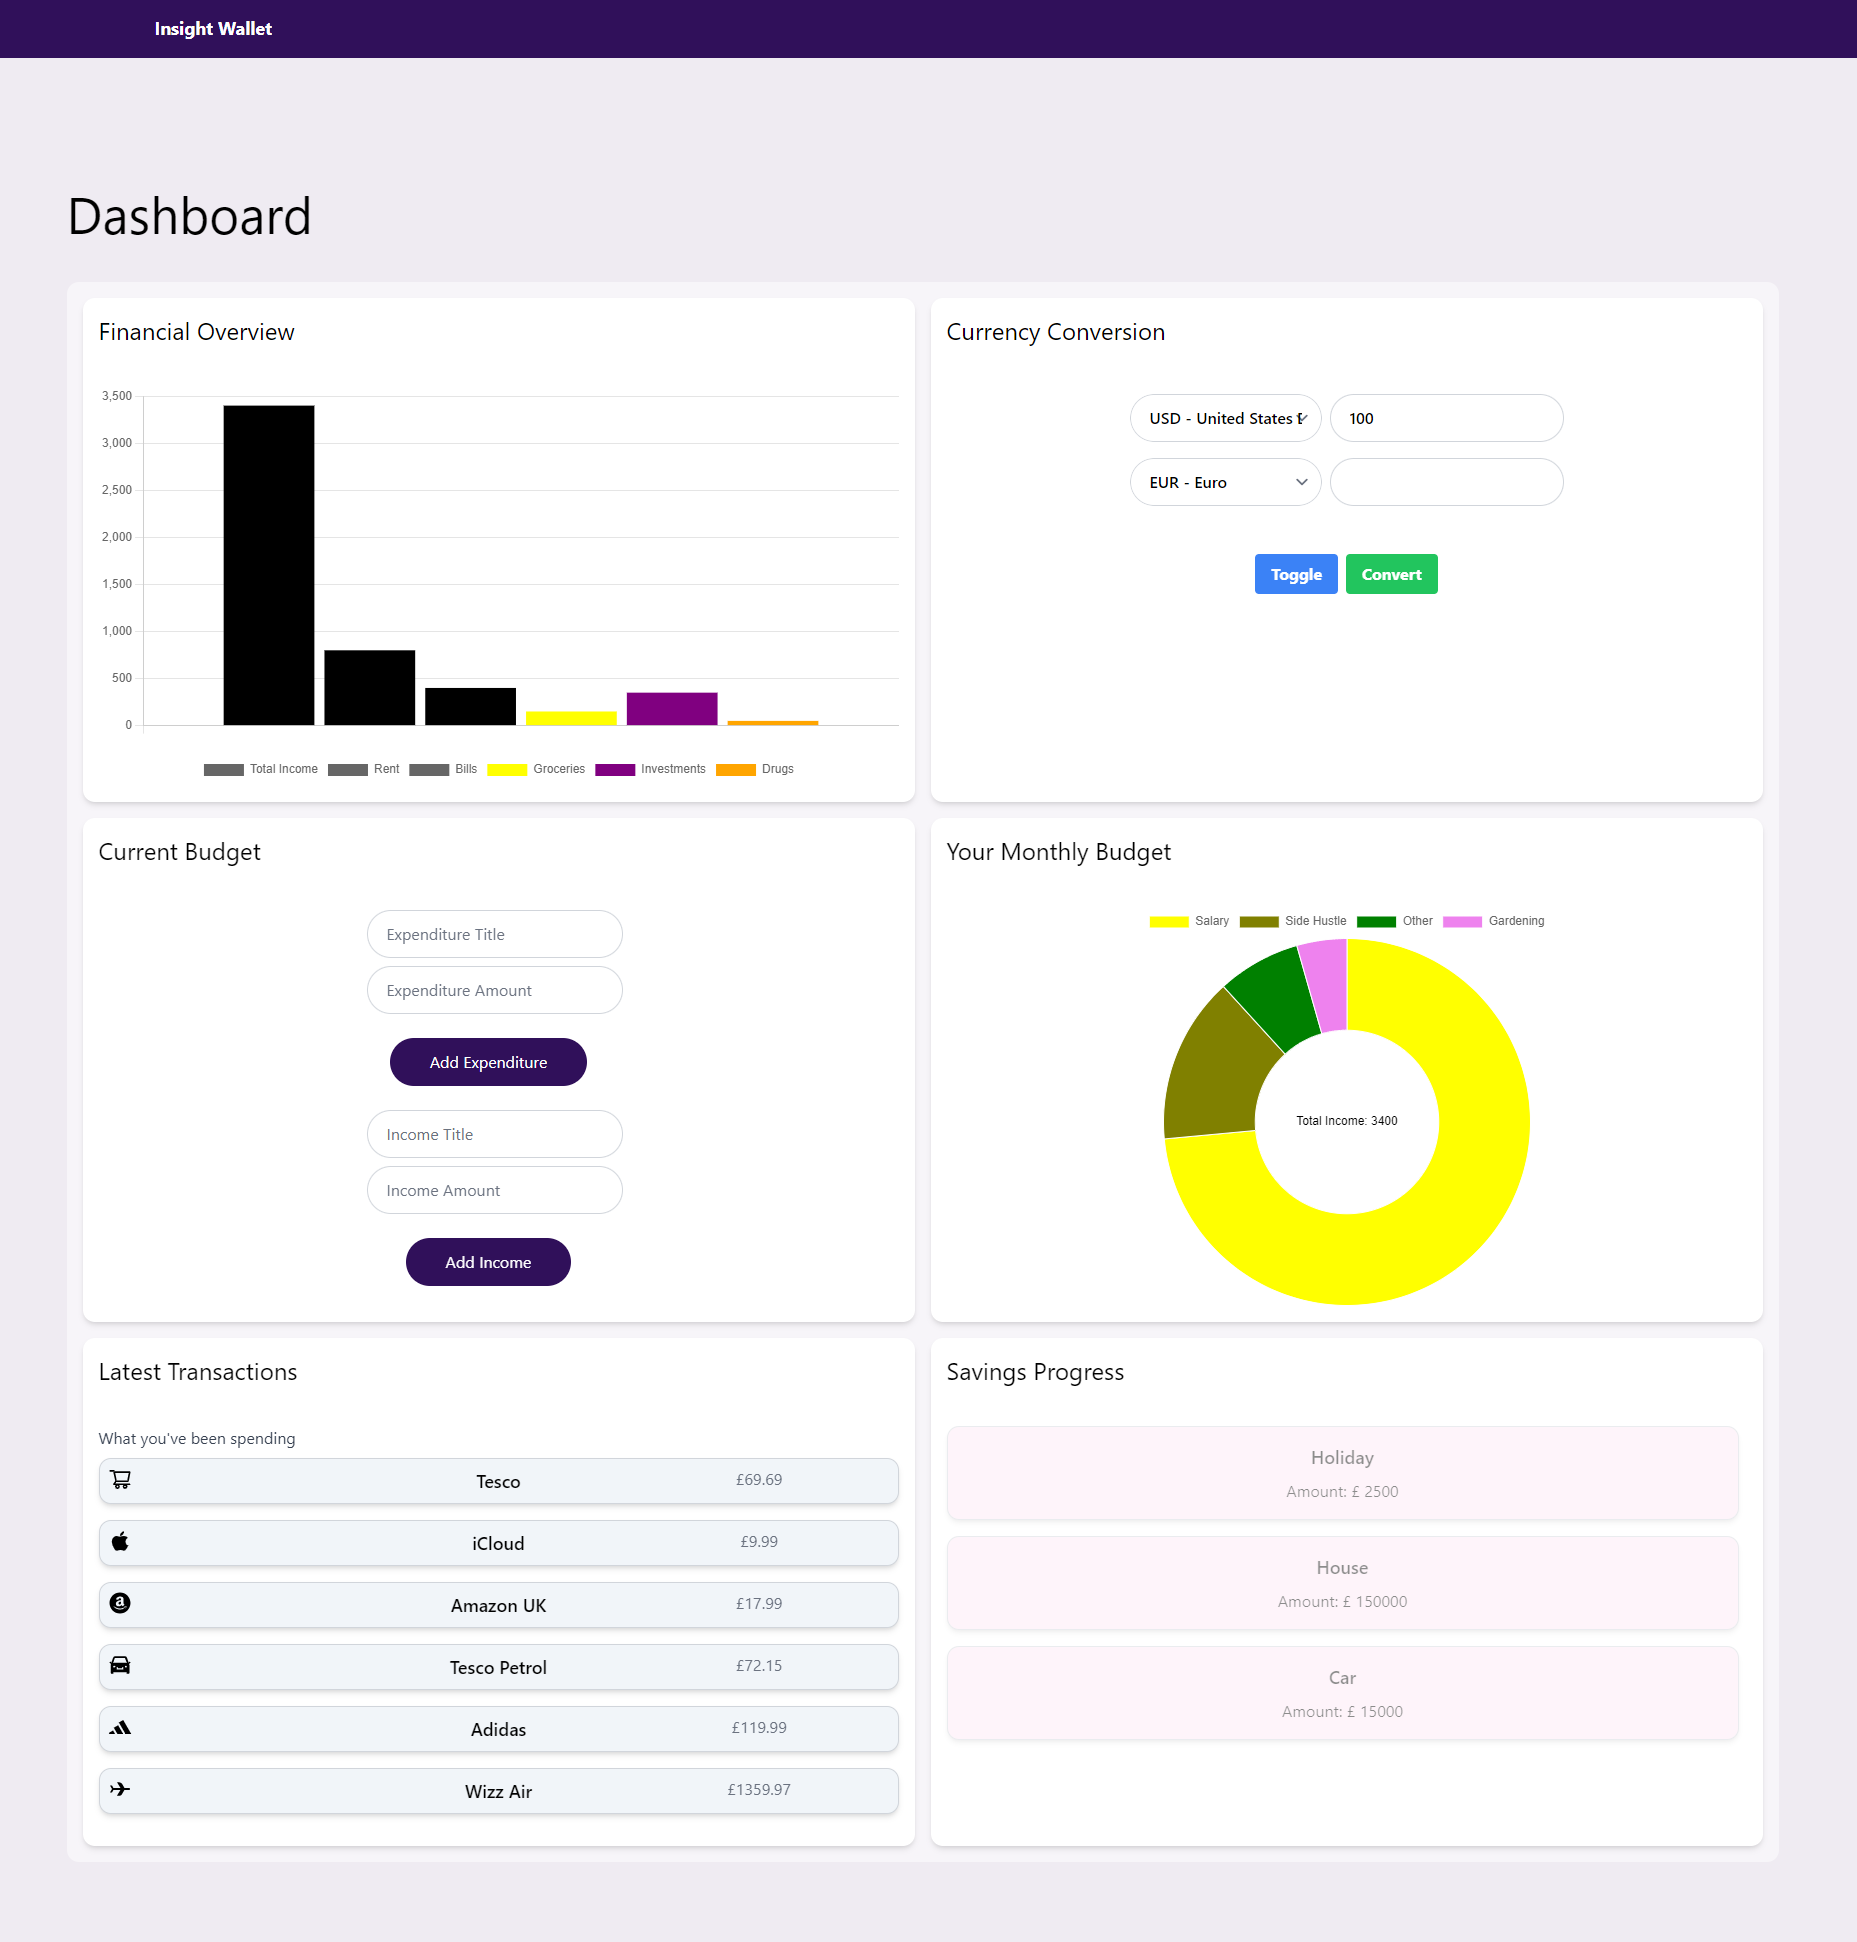 Insight Wallet
Dashboard
Financial Overview
3,500
3,000
2,500
2,000
1,500
1,000
500
0
Total Income Rent Bills Groceries Investments Drugs
Currency Conversion
USD - United States 100
EUR - Euro
Toggle Convert
Current Budget
Expenditure Title
Expenditure Amount
Add Expenditure
Income Title
Income Amount
Add Income
Your Monthly Budget
Salary Side Hustle Other Gardening
Total Income: 3400
Latest Transactions
What you've been spending
Tesco £69.69
iCloud £9.99
Amazon UK £17.99
Tesco Petrol £72.15
Adidas £119.99
Wizz Air £1359.97
Savings Progress
Holiday
Amount: £ 2500
House
Amount: £ 150000
Car
Amount: £ 15000